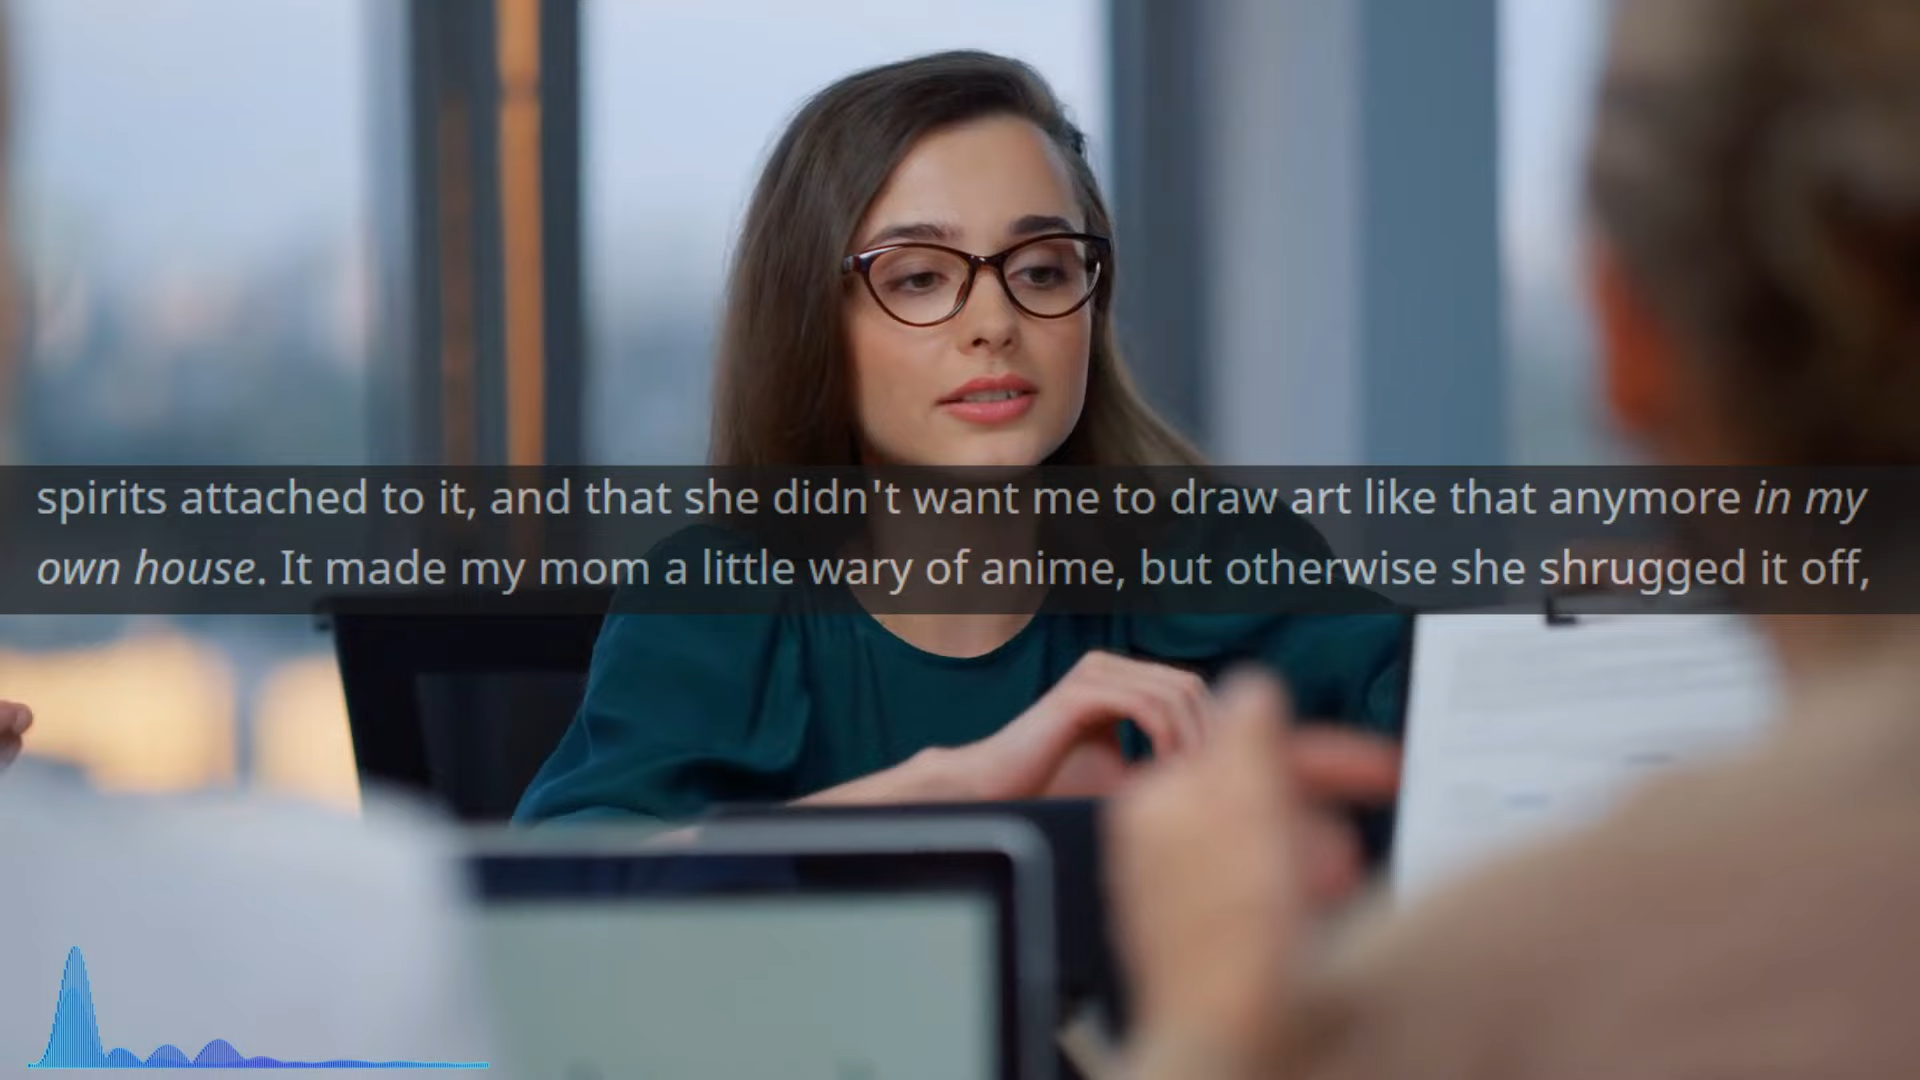 spirits attached to it, and that she didn't want me to draw art like that anymore in my
own house. It made my mom a little wary of anime, but otherwise she shrugged it off,